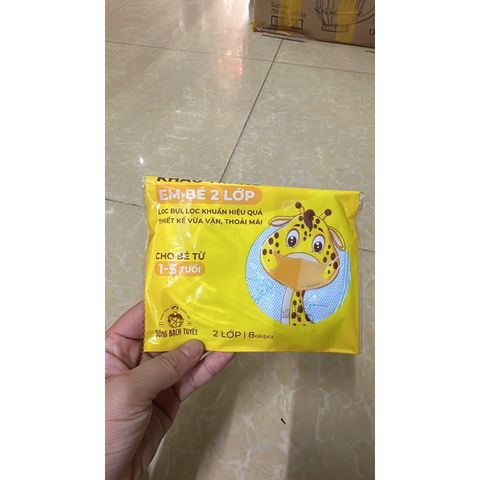 EM BÉ 2 LỚP
LỌC BỤI, LỌC KHUẨN HIỆU QUẢ
THIẾT KẾ VỪA VẶN, THOẢI MÁI
CHO BÉ TỪ
1-5 TUỔI
BÔNG BẠCH TUYẾT
2 LỚP | 8 cái/pcs